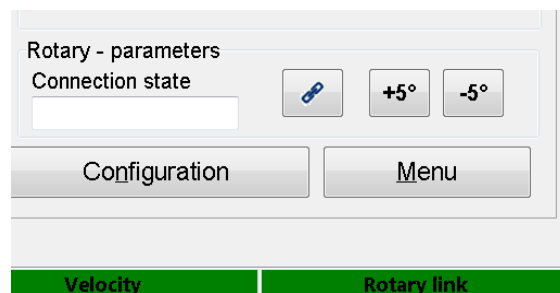 Rotary - parameters
Connection state
+5° -5°
Configuration Menu
Velocity Rotary link